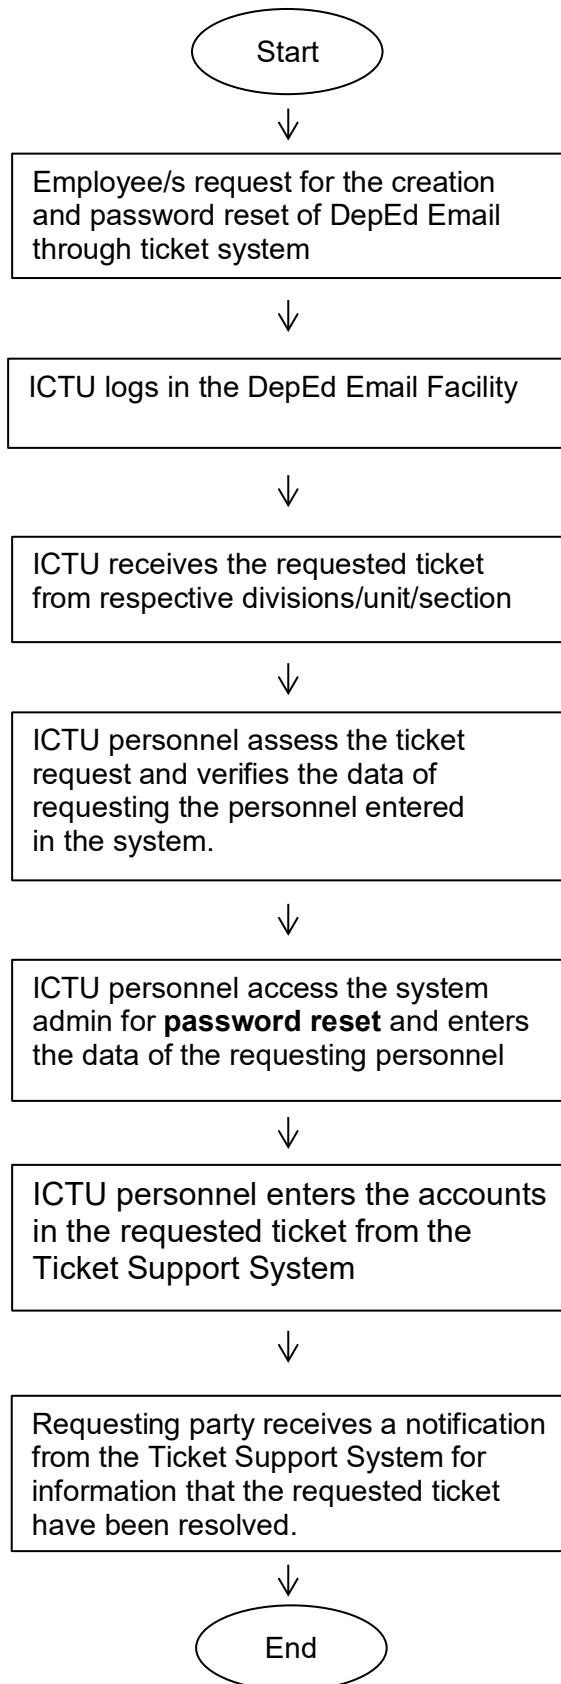 Start
Employee/s request for the creation
and password reset of DepEd Email
through ticket system
ICTU logs in the DepEd Email Facility
ICTU receives the requested ticket
from respective divisions/unit/section
ICTU personnel assess the ticket
request and verifies the data of
requesting the personnel entered
in the system.
ICTU personnel access the system
admin for password reset and enters
the data of the requesting personnel
ICTU personnel enters the accounts
in the requested ticket from the
Ticket Support System
Requesting party receives a notification
from the Ticket Support System for
information that the requested ticket
have been resolved.
End